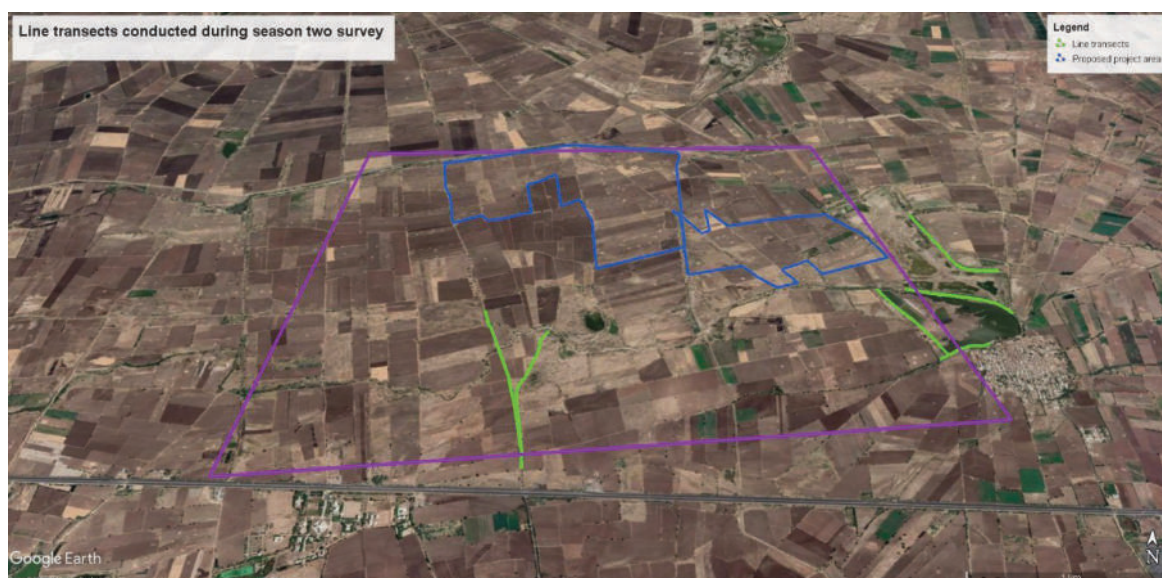 Line transects conducted during season two survey
Legend
Line transects
Proposed project area
Google Earth
N